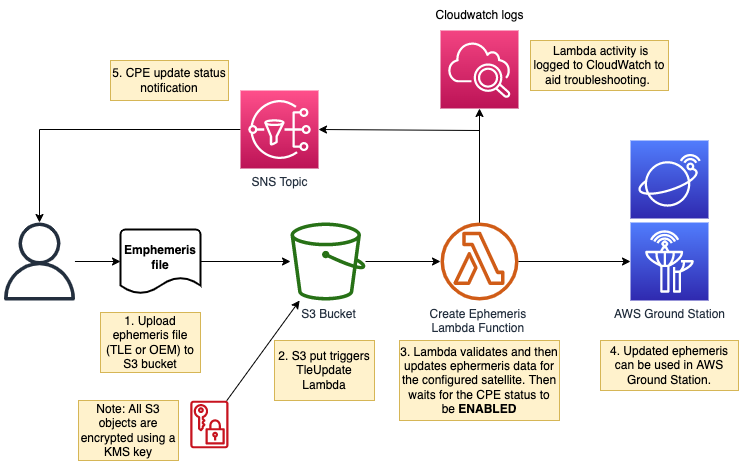 Cloudwatch logs
Lambda activity is
logged to CloudWatch to
aid troubleshooting.
5. CPE update status
notification
SNS Topic
Emphemeris
file
S3 Bucket
Create Ephemeris
Lambda Function
AWS Ground Station
1. Upload
ephemeris file
(TLE or OEM) to
S3 bucket
2. S3 put triggers
TleUpdate
Lambda
3. Lambda validates and then
updates ephermeris data for
the configured satellite. Then
waits for the CPE status to
be ENABLED
4. Updated ephemeris
can be used in AWS
Ground Station.
Note: All S3
objects are
encrypted using a
KMS key